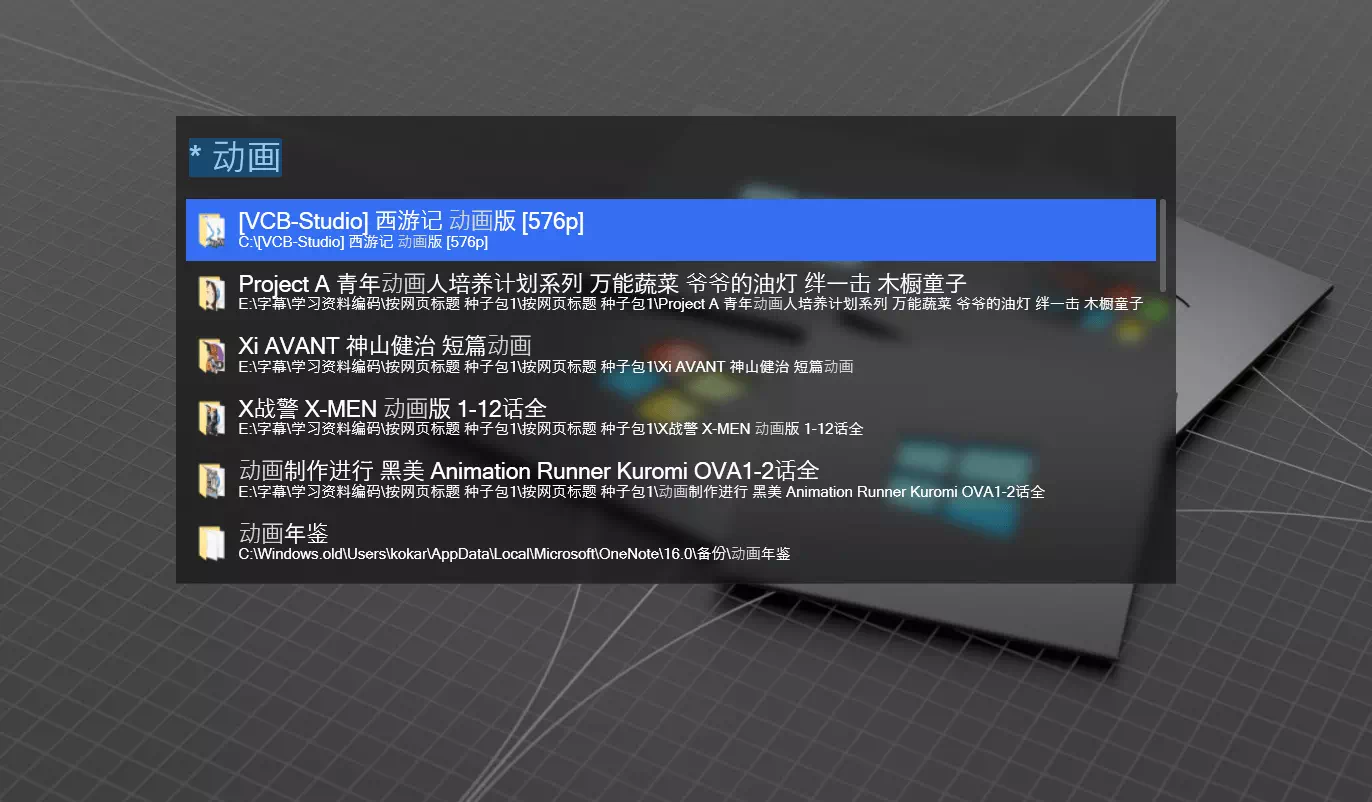 * 动画
[VCB-Studio] 西游记 动画版 [576p]
C:\[VCB-Studio] 西游记 动画版 [576p]
Project A 青年动画人培养计划系列 万能蔬菜 爷爷的油灯 绊一击 木橱童子
E:\字幕\学习资料编码\按网页标题 种子包1\按网页标题 种子包1\Project A 青年动画人培养计划系列 万能蔬菜 爷爷的油灯 绊一击 木橱童子
Xi AVANT 神山健治 短篇动画
E:\字幕\学习资料编码\按网页标题 种子包1\按网页标题 种子包1\Xi AVANT 神山健治 短篇动画
X战警 X-MEN 动画版 1-12话全
E:\字幕\学习资料编码\按网页标题 种子包1\按网页标题 种子包1\X战警 X-MEN 动画版 1-12话全
动画制作进行 黑美 Animation Runner Kuromi OVA1-2话全
E:\字幕\学习资料编码\按网页标题 种子包1\按网页标题 种子包1\动画制作进行 黑美 Animation Runner Kuromi OVA1-2话全
动画年鉴
C:\Windows.old\Users\kokar\AppData\Local\Microsoft\OneNote\16.0\备份\动画年鉴